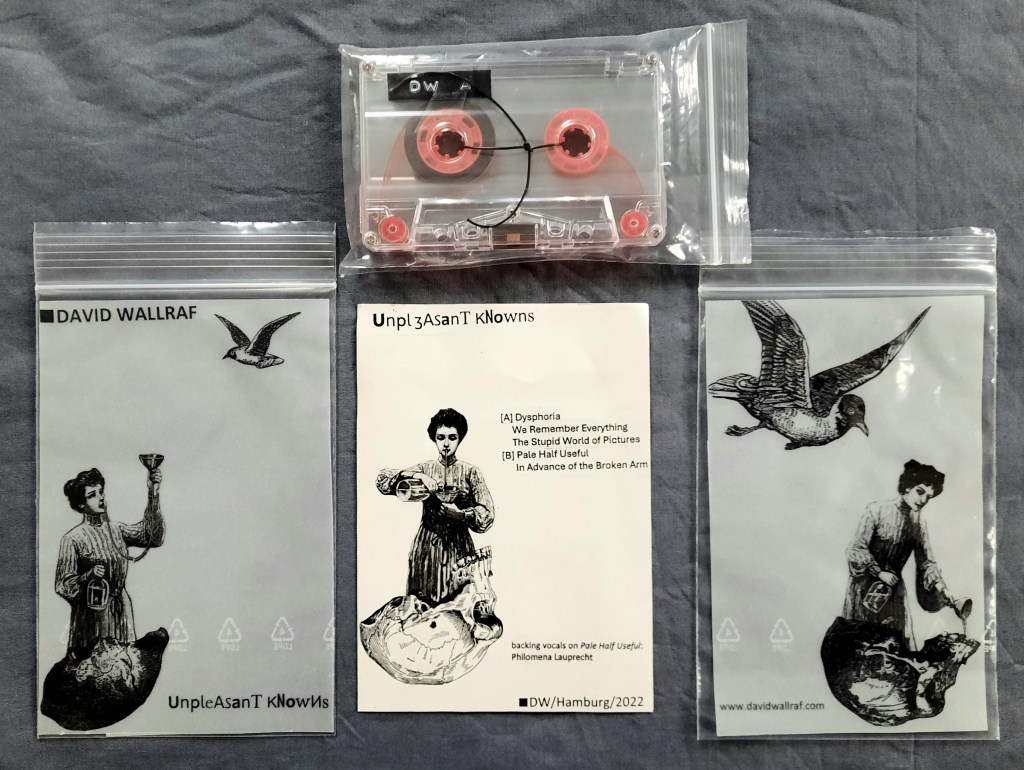 DW A
■DAVID WALLRAF
UnpleAsanT kNowИs
Unpl ʒAsanT kNowns
[A] Dysphoria
We Remember Everything
The Stupid World of Pictures
[B] Pale Half Useful
In Advance of the Broken Arm
backing vocals on Pale Half Useful:
Philomena Lauprecht
■DW/Hamburg/2022
www.davidwallraf.com